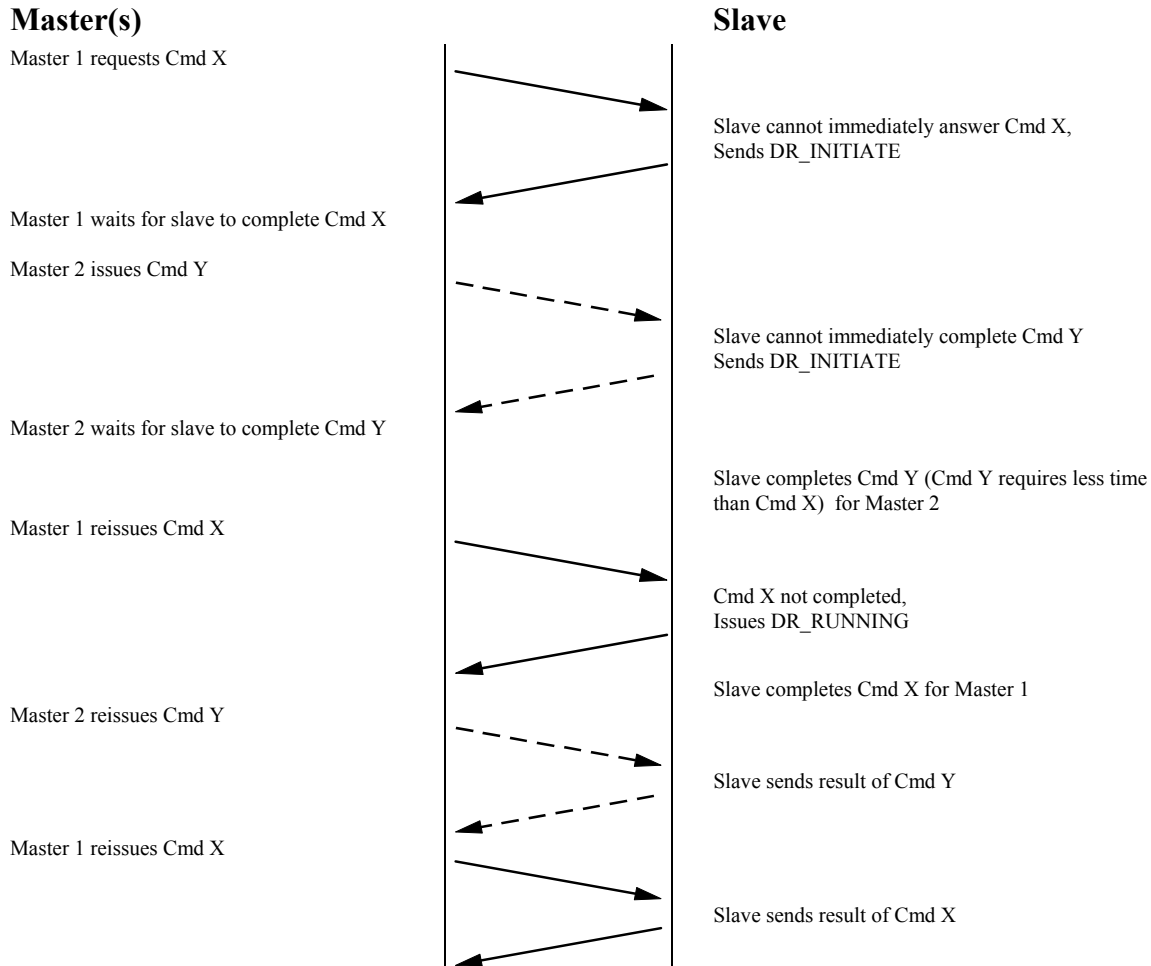 Master(s)
Slave
Master 1 requests Cmd X
Slave cannot immediately answer Cmd X,
Sends DR_INITIATE
Master 1 waits for slave to complete Cmd X
Master 2 issues Cmd Y
Slave cannot immediately complete Cmd Y
Sends DR_INITIATE
Master 2 waits for slave to complete Cmd Y
Slave completes Cmd Y (Cmd Y requires less time
than Cmd X) for Master 2
Master 1 reissues Cmd X
Cmd X not completed,
Issues DR_RUNNING
Slave completes Cmd X for Master 1
Master 2 reissues Cmd Y
Slave sends result of Cmd Y
Master 1 reissues Cmd X
Slave sends result of Cmd X